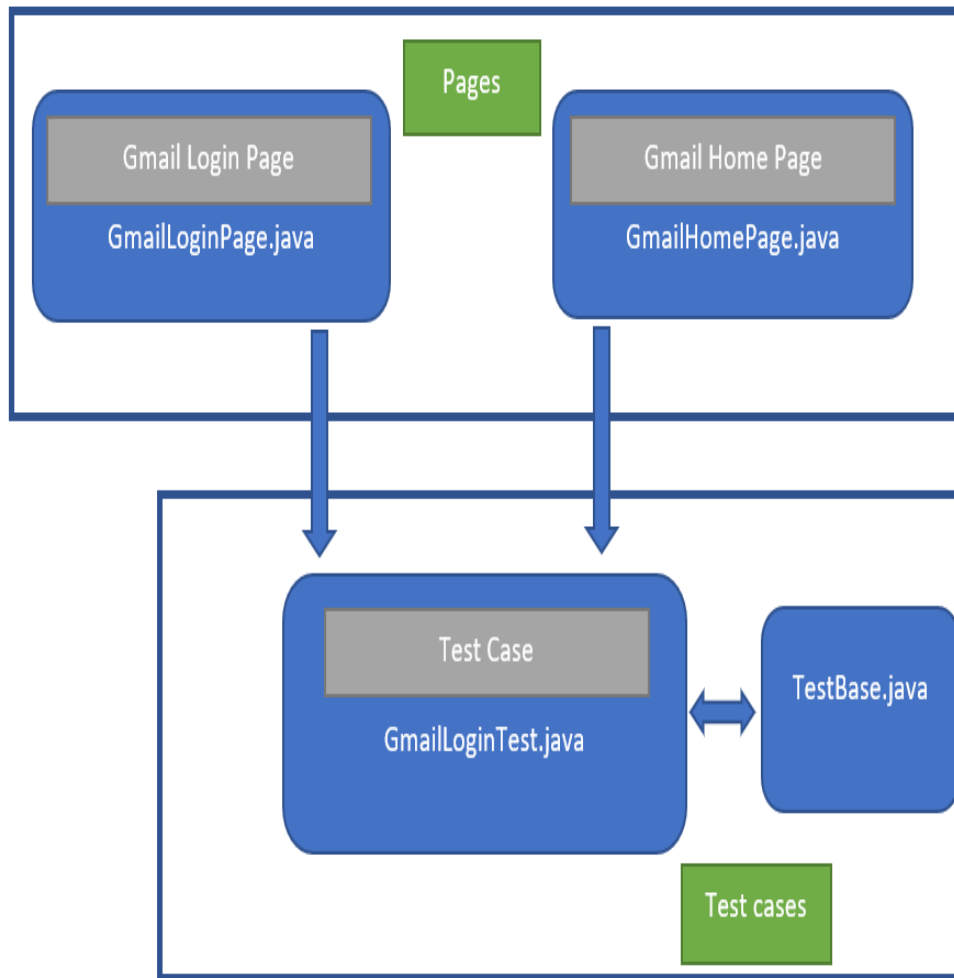 Pages
Gmail Login Page
GmailLoginPage.java
Gmail Home Page
GmailHomePage.java
Test Case
GmailLoginTest.java
TestBase.java
Test cases